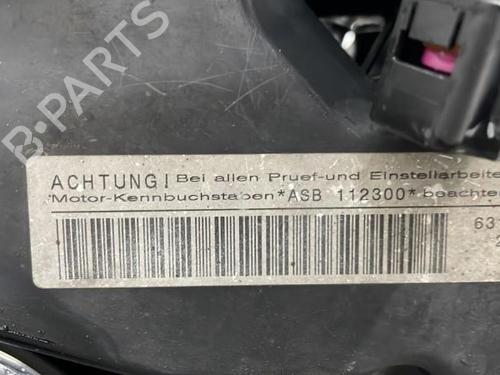 B-PARTS
ACHTUNG! Bei allen Pruef-und Einstellarbeite
Motor-Kennbuchstaben *ASB 112300* beachte
63